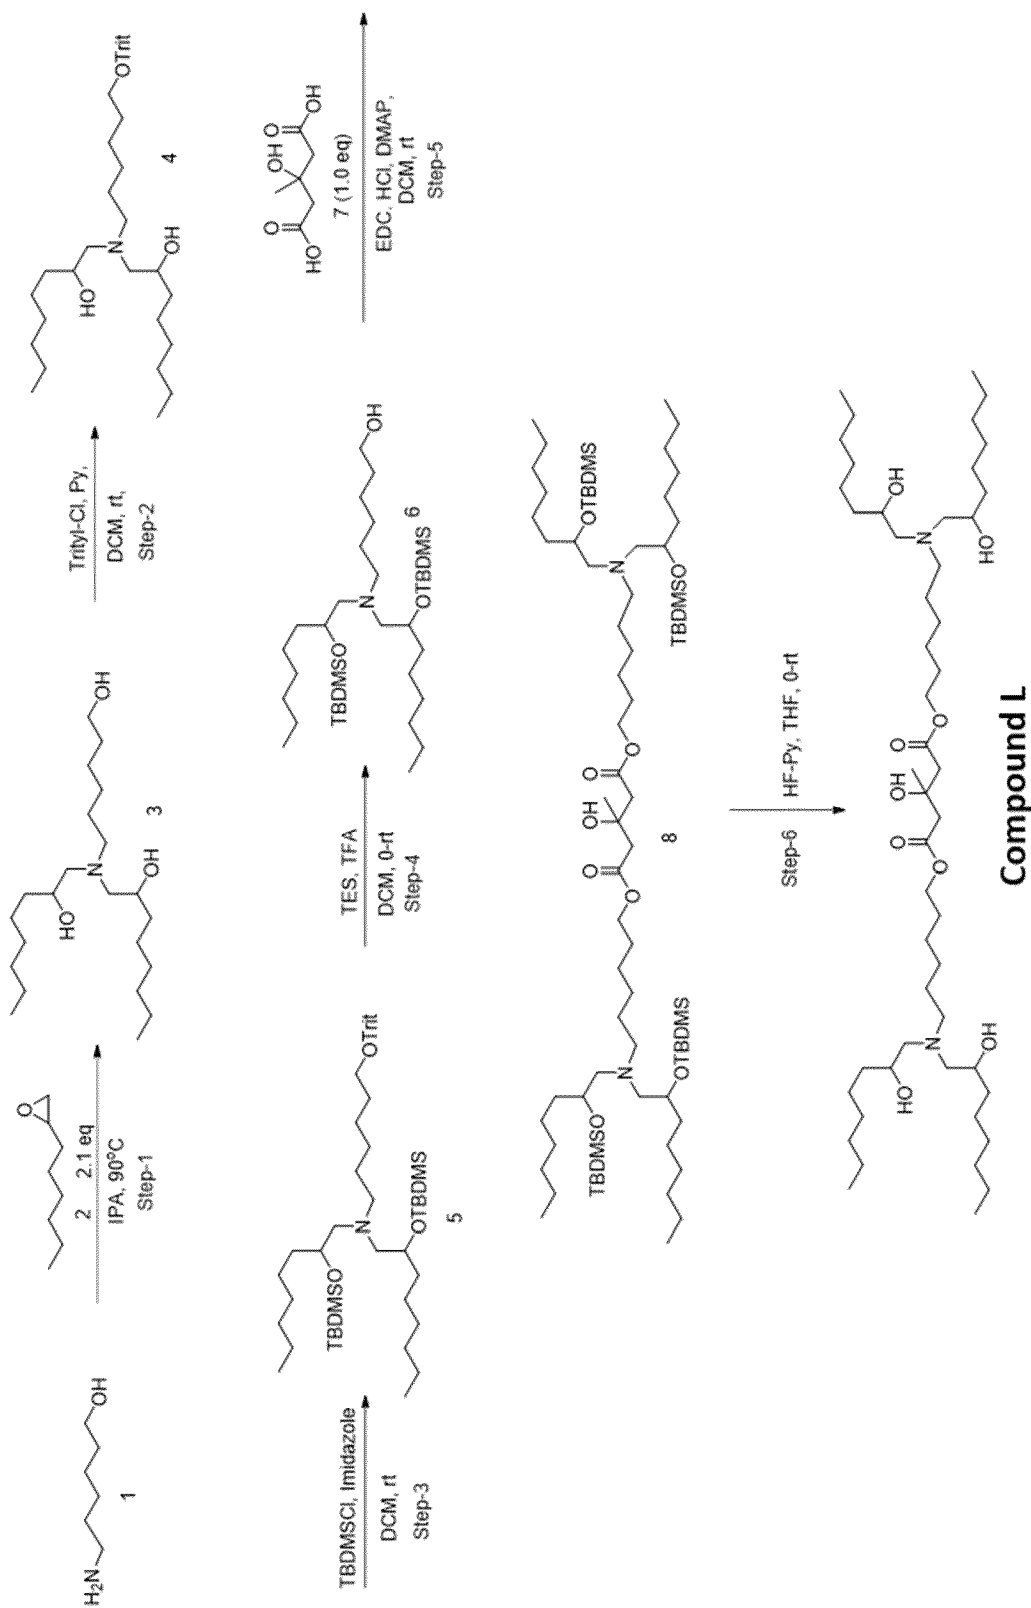 H₂N
OH
1
O
2 2.1 eq
IPA, 90°C
Step-1
HO
N
OH
OH
3
Trityl-Cl, Py,
DCM, rt,
Step-2
HO
N
OH
OTrit
4
TBDMSCl, Imidazole
DCM, rt
Step-3
TBDMSO
N
OTBDMS
OTrit
5
TES, TFA
DCM, 0-rt
Step-4
TBDMSO
N
OTBDMS
OH
6
O
OH
O
HO
OH
7 (1.0 eq)
EDC. HCl, DMAP,
DCM, rt
Step-5
TBDMSO
N
OTBDMS
O
O
OH
O
O
N
OTBDMS
TBDMSO
8
Step-6
HF-Py, THF, 0-rt
HO
N
OH
O
O
OH
O
O
N
OH
HO
Compound L